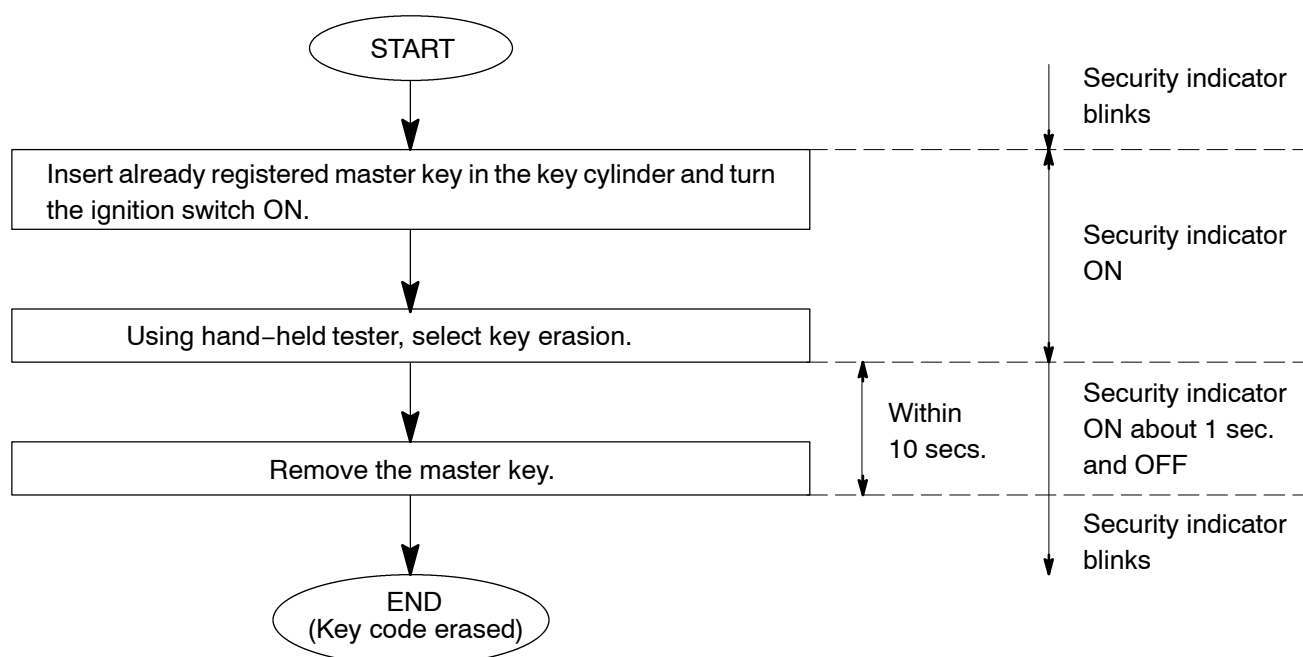 START
Security indicator
blinks
Insert already registered master key in the key cylinder and turn
the ignition switch ON.
Security indicator
ON
Using hand−held tester, select key erasion.
Within
10 secs.
Security indicator
ON about 1 sec.
and OFF
Remove the master key.
Security indicator
blinks
END
(Key code erased)